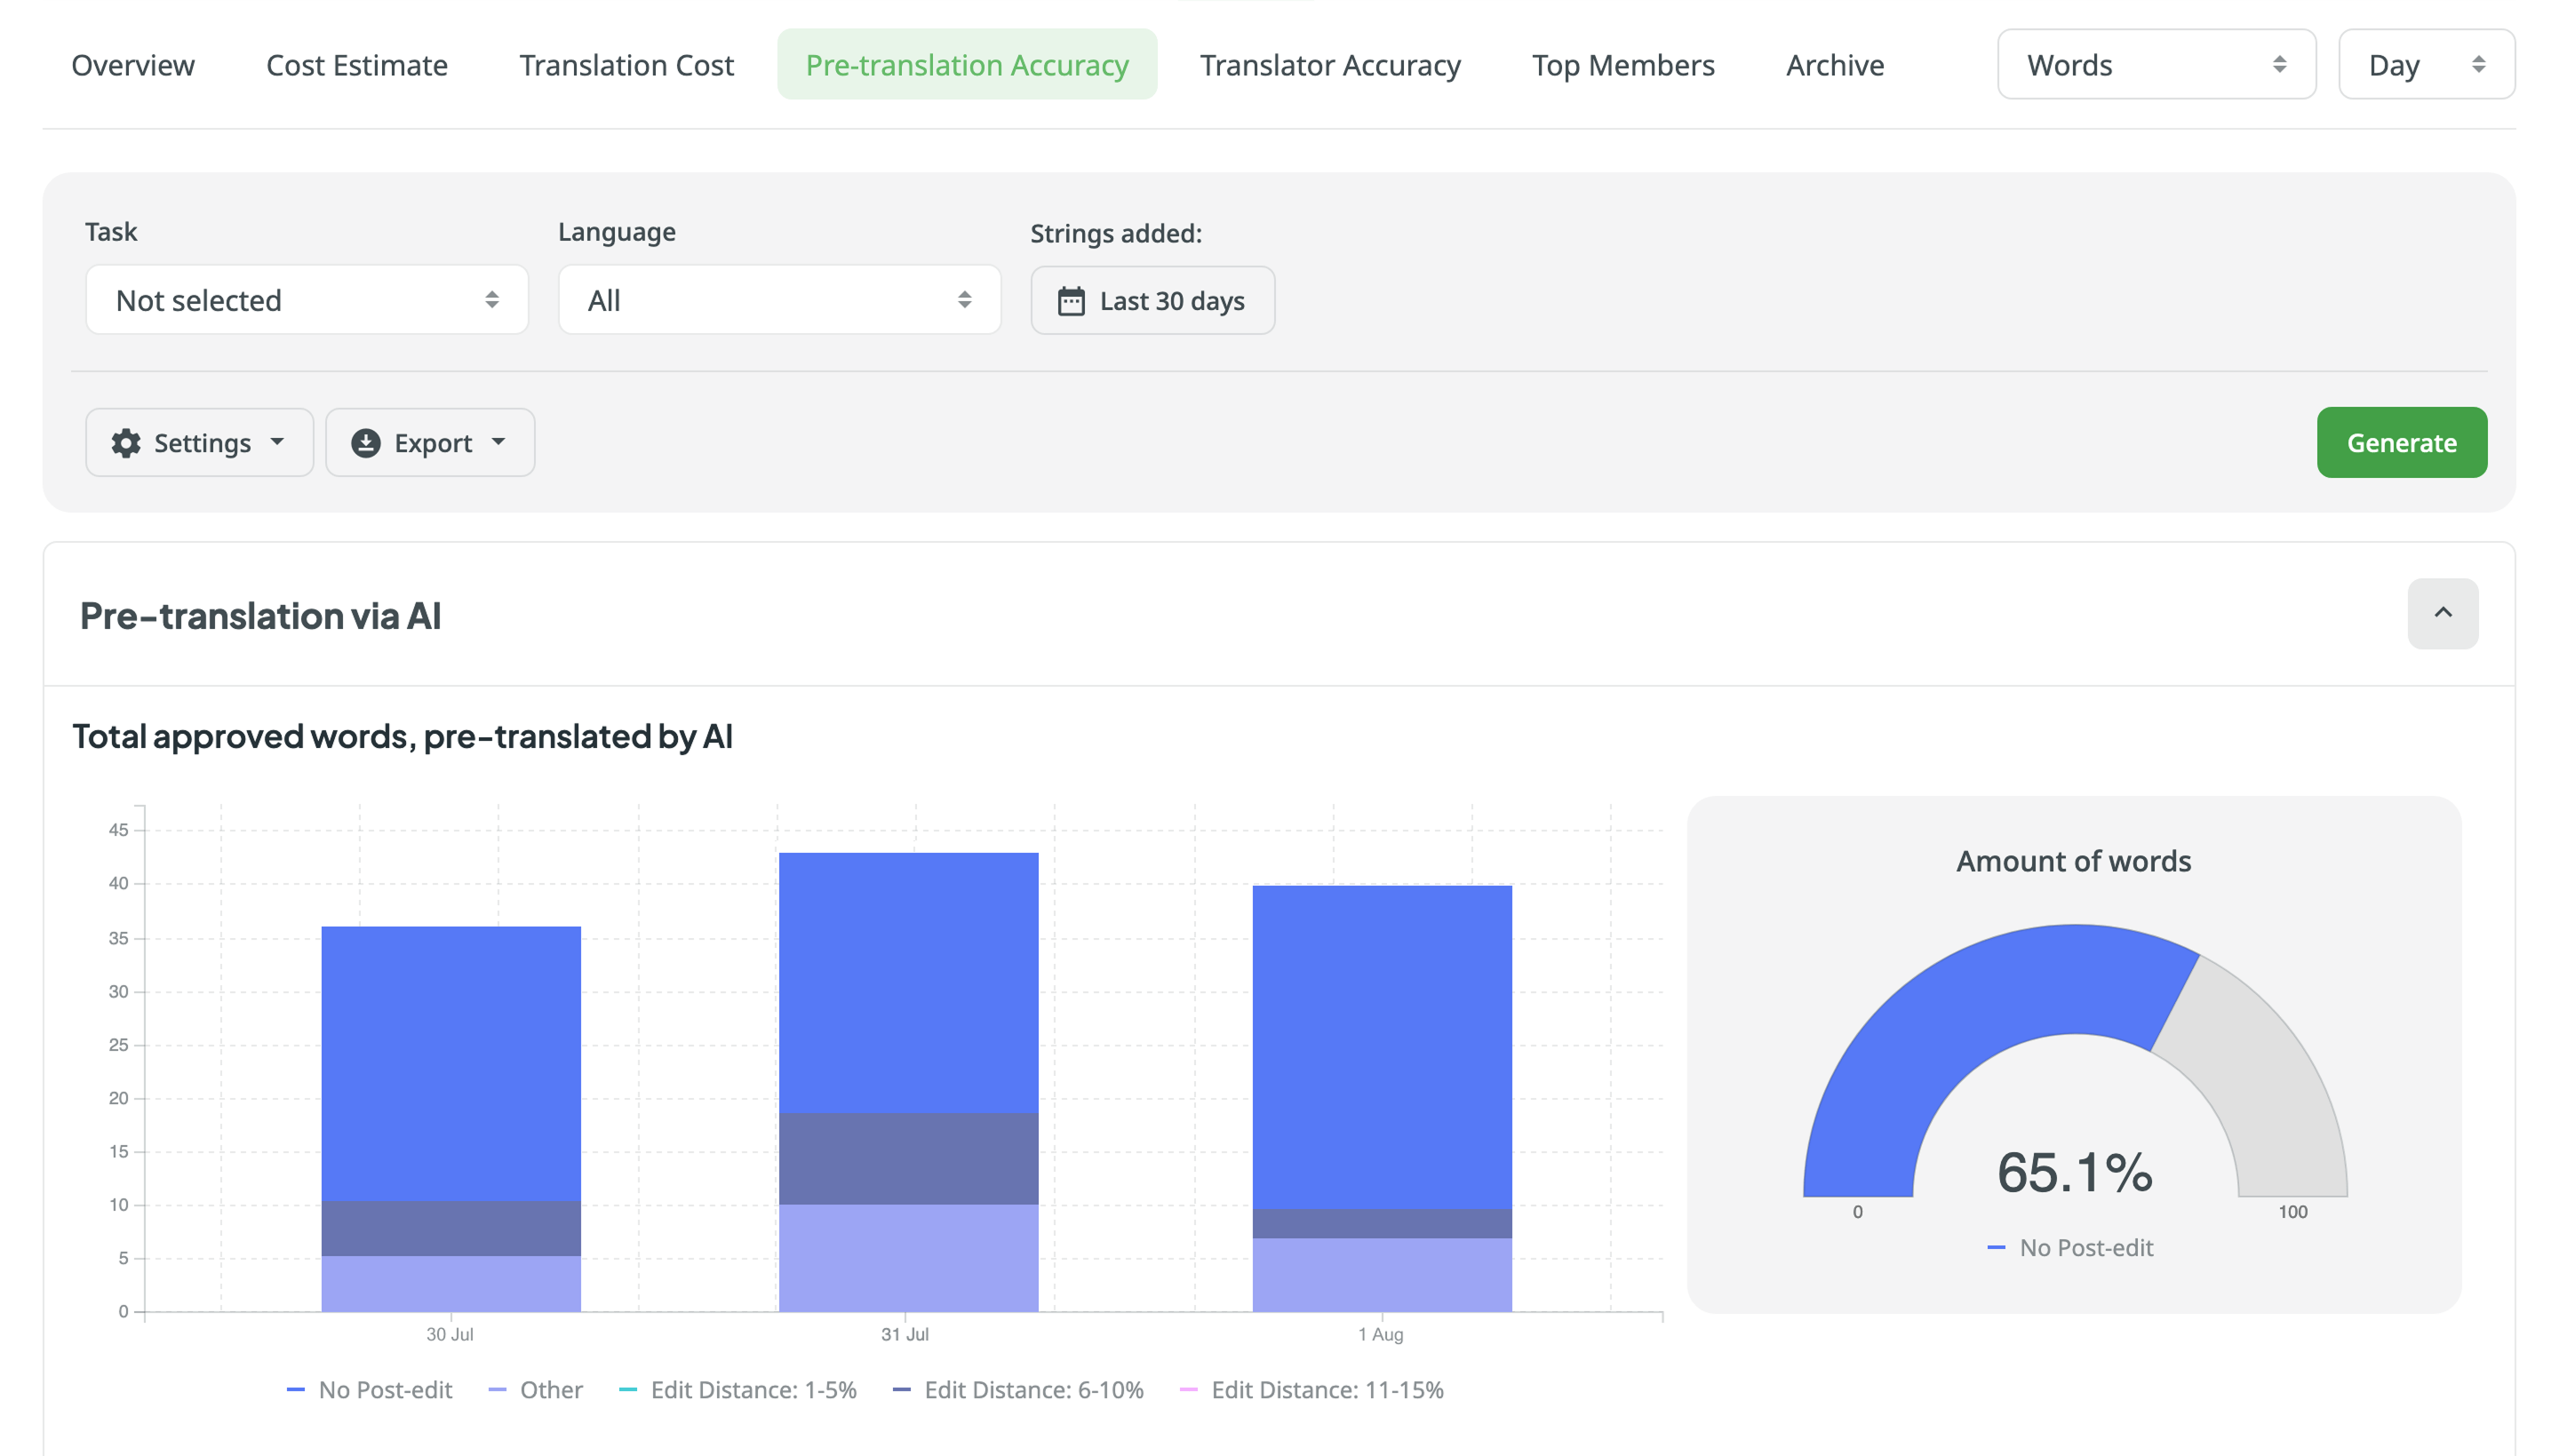 Overview Cost Estimate Translation Cost Pre-translation Accuracy Translator Accuracy Top Members Archive Words Day
Task Language Strings added:
Not selected All Last 30 days
Settings Export Generate
Pre-translation via AI
Total approved words, pre-translated by AI
45
40
35
30
25
20
15
10
5
0
30 Jul 31 Jul 1 Aug
No Post-edit Other Edit Distance: 1-5% Edit Distance: 6-10% Edit Distance: 11-15%
Amount of words
65.1%
0 100
No Post-edit